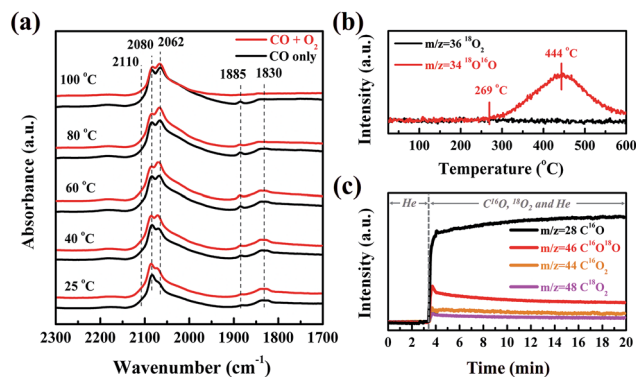 (a)
2080 2062
2110
1885 1830
CO + O₂
CO only
100 °C
80 °C
60 °C
40 °C
25 °C
Absorbance (a.u.)
2300 2200 2100 2000 1900 1800 1700
Wavenumber (cm⁻¹)
(b)
m/z=36 ¹⁸O₂
m/z=34 ¹⁸O¹⁶O
444 °C
269 °C
Intensity (a.u.)
100 200 300 400 500 600
Temperature (°C)
(c)
He
C¹⁶O, ¹⁸O₂ and He
m/z=28 C¹⁶O
m/z=46 C¹⁶O¹⁸O
m/z=44 C¹⁶O₂
m/z=48 C¹⁸O₂
Intensity (a.u.)
0 2 4 6 8 10 12 14 16 18 20
Time (min)